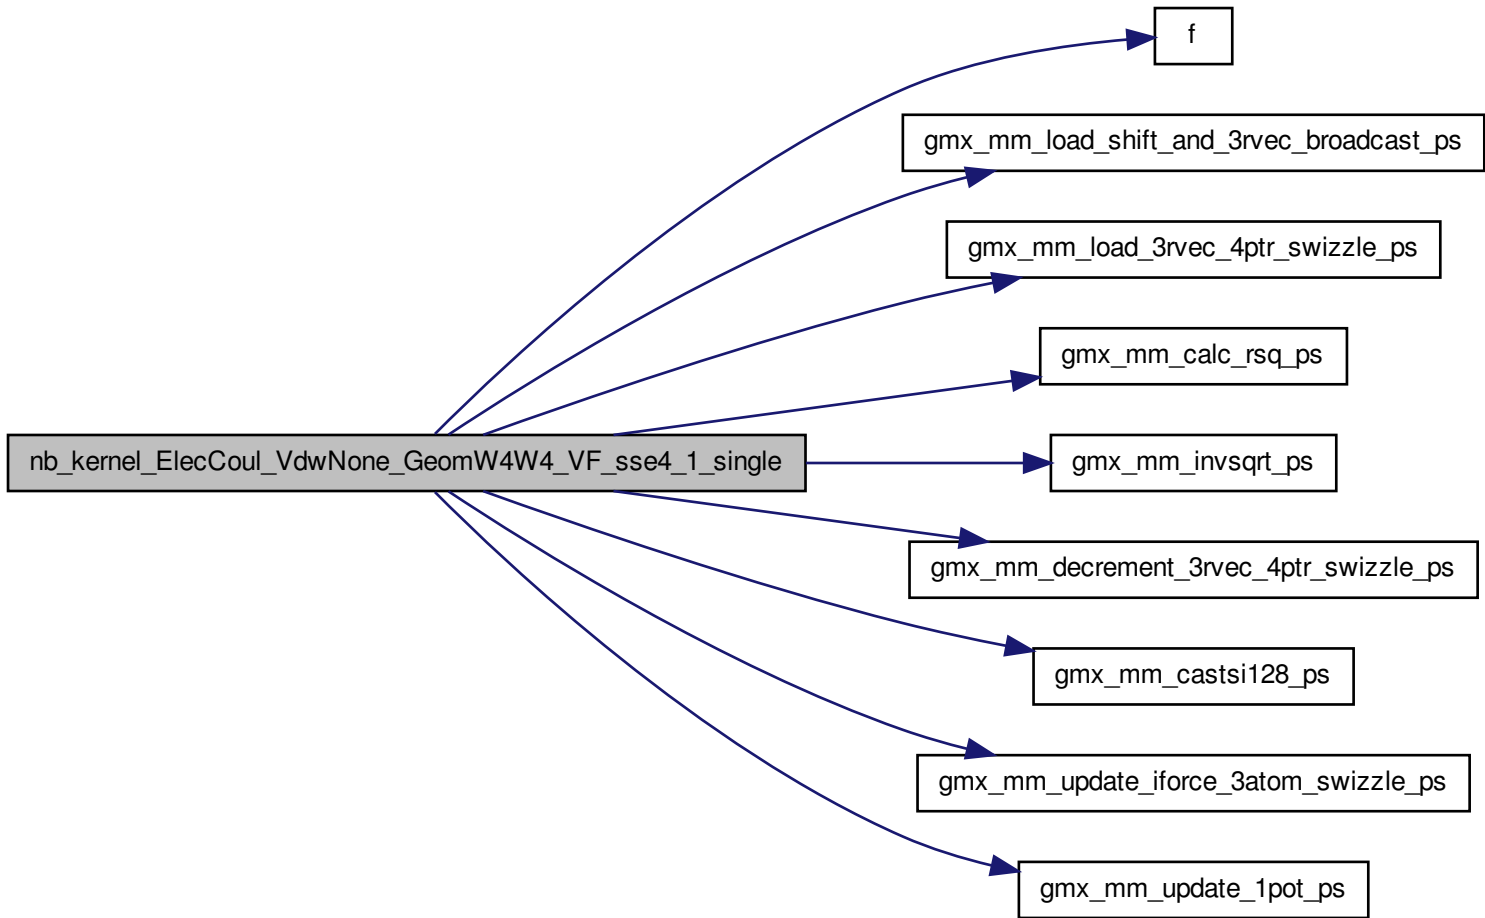 f
gmx_mm_load_shift_and_3rvec_broadcast_ps
gmx_mm_load_3rvec_4ptr_swizzle_ps
gmx_mm_calc_rsq_ps
nb_kernel_ElecCoul_VdwNone_GeomW4W4_VF_sse4_1_single
gmx_mm_invsqrt_ps
gmx_mm_decrement_3rvec_4ptr_swizzle_ps
gmx_mm_castsi128_ps
gmx_mm_update_iforce_3atom_swizzle_ps
gmx_mm_update_1pot_ps